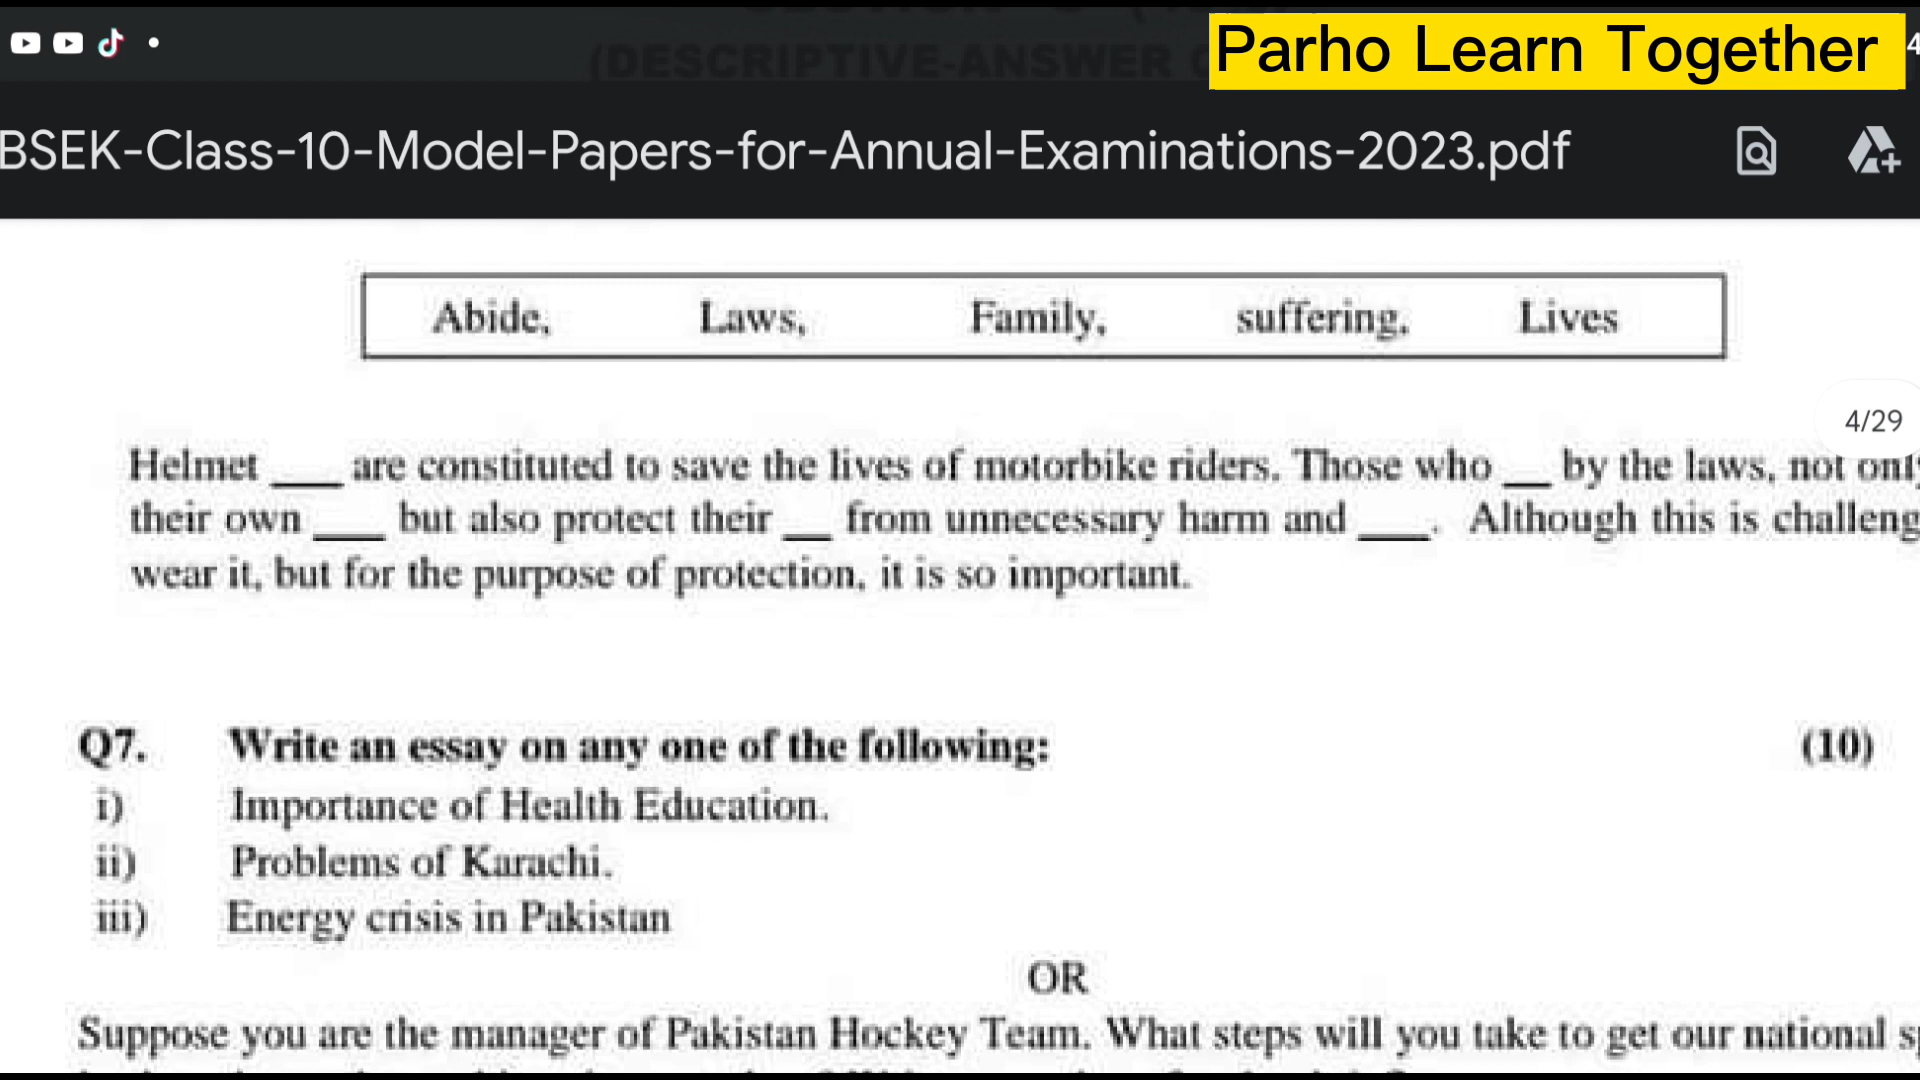 (DESCRIPTIVE-ANSWER
Parho Learn Together
4
BSEK-Class-10-Model-Papers-for-Annual-Examinations-2023.pdf
Abide, Laws, Family, suffering, Lives
4/29
Helmet ___ are constituted to save the lives of motorbike riders. Those who __ by the laws, not only
their own ___ but also protect their __ from unnecessary harm and ___. Although this is challeng
wear it, but for the purpose of protection, it is so important.
Q7. Write an essay on any one of the following: (10)
i) Importance of Health Education.
ii) Problems of Karachi.
iii) Energy crisis in Pakistan
OR
Suppose you are the manager of Pakistan Hockey Team. What steps will you take to get our national